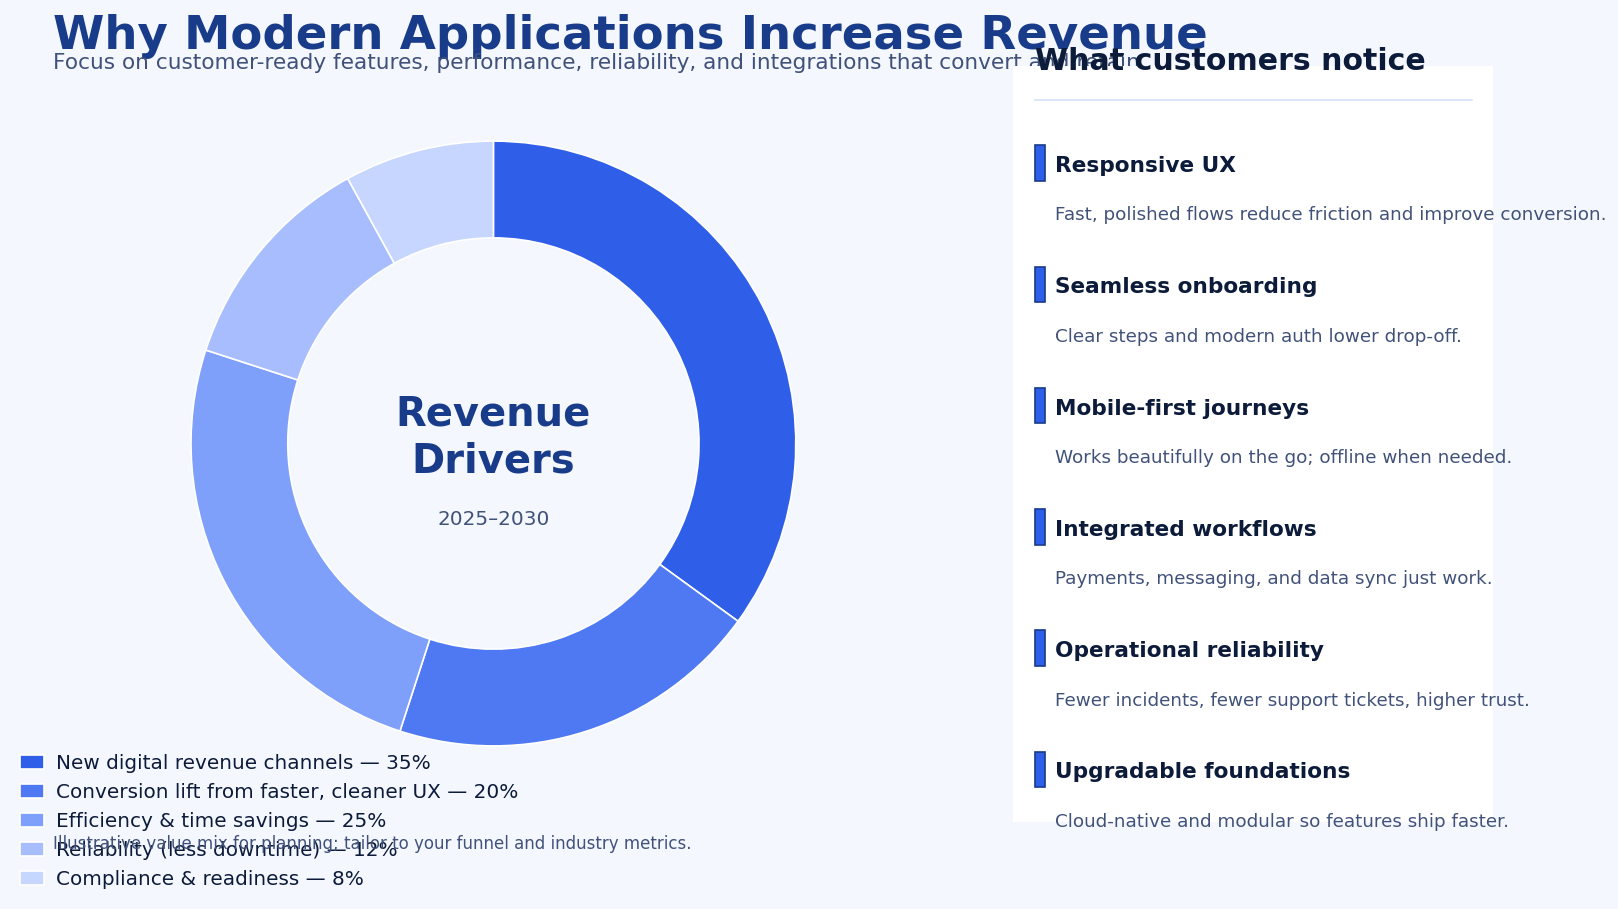 Why Modern Applications Increase Revenue
Focus on customer-ready features, performance, reliability, and integrations that convert and retain.
Revenue
Drivers
2025–2030
New digital revenue channels — 35%
Conversion lift from faster, cleaner UX — 20%
Efficiency & time savings — 25%
Illustrative value mix for planning; tailor to your funnel and industry metrics.
Reliability (less downtime) — 12%
Compliance & readiness — 8%
What customers notice
Responsive UX
Fast, polished flows reduce friction and improve conversion.
Seamless onboarding
Clear steps and modern auth lower drop-off.
Mobile-first journeys
Works beautifully on the go; offline when needed.
Integrated workflows
Payments, messaging, and data sync just work.
Operational reliability
Fewer incidents, fewer support tickets, higher trust.
Upgradable foundations
Cloud-native and modular so features ship faster.